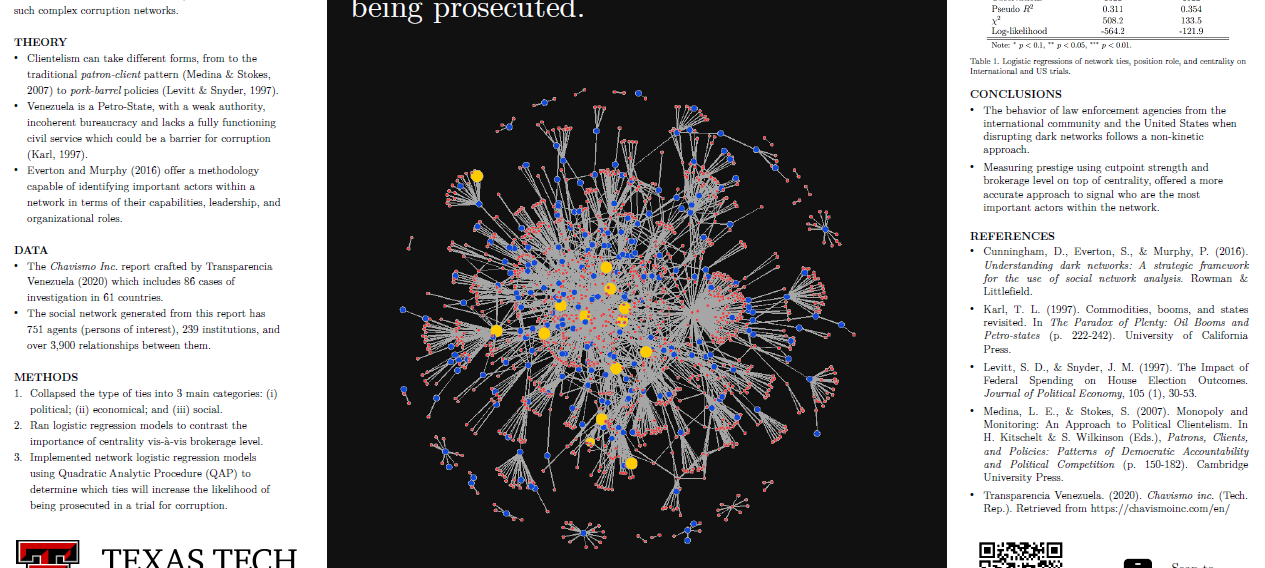 such complex corruption networks.
THEORY
• Clientelism can take different forms, from to the
traditional patron-client pattern (Medina & Stokes,
2007) to pork-barrel policies (Levitt & Snyder, 1997).
• Venezuela is a Petro-State, with a weak authority,
incoherent bureaucracy and lacks a fully functioning
civil service which could be a barrier for corruption
(Karl, 1997).
• Everton and Murphy (2016) offer a methodology
capable of identifying important actors within a
network in terms of their capabilities, leadership, and
organizational roles.
DATA
• The Chavismo Inc. report crafted by Transparencia
Venezuela (2020) which includes 86 cases of
investigation in 61 countries.
• The social network generated from this report has
751 agents (persons of interest), 239 institutions, and
over 3,900 relationships between them.
METHODS
1. Collapsed the type of ties into 3 main categories: (i)
political; (ii) economical; and (iii) social.
2. Ran logistic regression models to contrast the
importance of centrality vis-à-vis brokerage level.
3. Implemented network logistic regression models
using Quadratic Analytic Procedure (QAP) to
determine which ties will increase the likelihood of
being prosecuted in a trial for corruption.
TEXAS TECH
being prosecuted.
Pseudo R² 0.311 0.354
χ² 508.2 133.5
Log-likelihood -564.2 -121.9
Note: * p < 0.1, ** p < 0.05, *** p < 0.01.
Table 1. Logistic regressions of network ties, position role, and centrality on
International and US trials.
CONCLUSIONS
• The behavior of law enforcement agencies from the
international community and the United States when
disrupting dark networks follows a non-kinetic
approach.
• Measuring prestige using cutpoint strength and
brokerage level on top of centrality, offered a more
accurate approach to signal who are the most
important actors within the network.
REFERENCES
• Cunningham, D., Everton, S., & Murphy, P. (2016).
Understanding dark networks: A strategic framework
for the use of social network analysis. Rowman &
Littlefield.
• Karl, T. L. (1997). Commodities, booms, and states
revisited. In The Paradox of Plenty: Oil Booms and
Petro-states (p. 222-242). University of California
Press.
• Levitt, S. D., & Snyder, J. M. (1997). The Impact of
Federal Spending on House Election Outcomes.
Journal of Political Economy, 105 (1), 30-53.
• Medina, L. E., & Stokes, S. (2007). Monopoly and
Monitoring: An Approach to Political Clientelism. In
H. Kitschelt & S. Wilkinson (Eds.), Patrons, Clients,
and Policies: Patterns of Democratic Accountability
and Political Competition (p. 150-182). Cambridge
University Press.
• Transparencia Venezuela. (2020). Chavismo inc. (Tech.
Rep.). Retrieved from https://chavismoinc.com/en/
Scan to